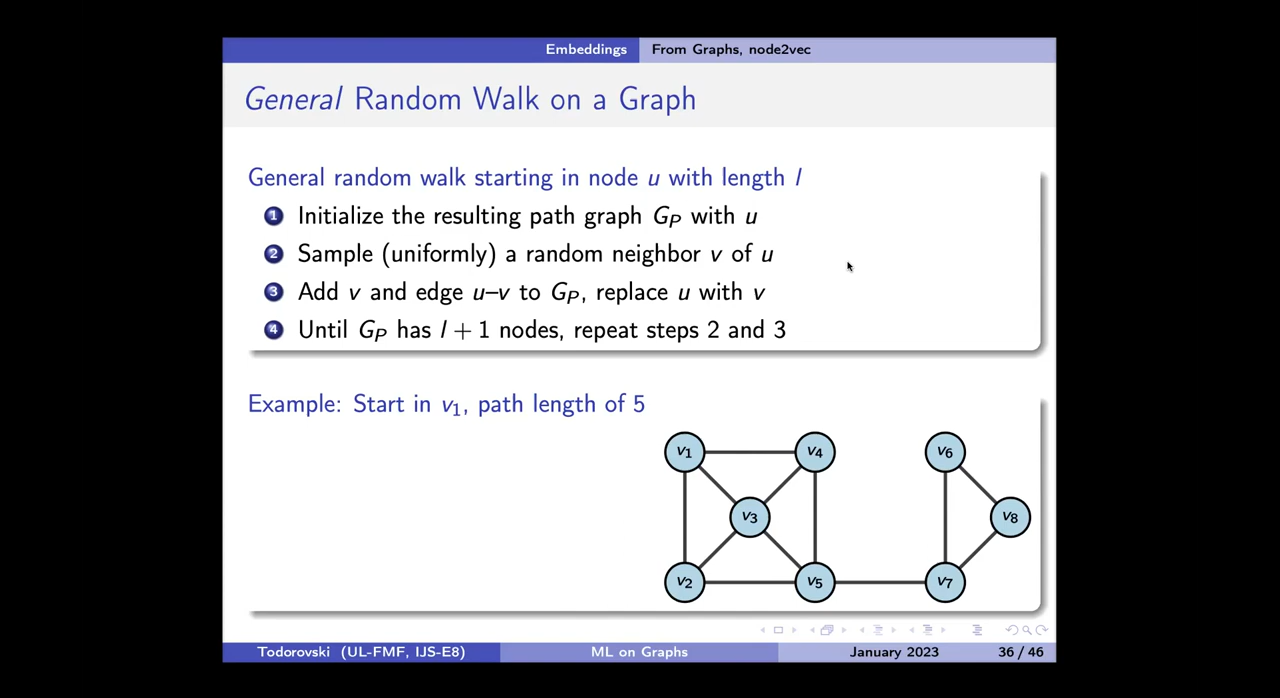 Embeddings From Graphs, node2vec
General Random Walk on a Graph
General random walk starting in node u with length l
1 Initialize the resulting path graph G_P with u
2 Sample (uniformly) a random neighbor v of u
3 Add v and edge u–v to G_P, replace u with v
4 Until G_P has l + 1 nodes, repeat steps 2 and 3
Example: Start in v₁, path length of 5
v₁ v₄ v₆
v₃ v₈
v₂ v₅ v₇
Todorovski (UL-FMF, IJS-E8) ML on Graphs January 2023 36 / 46